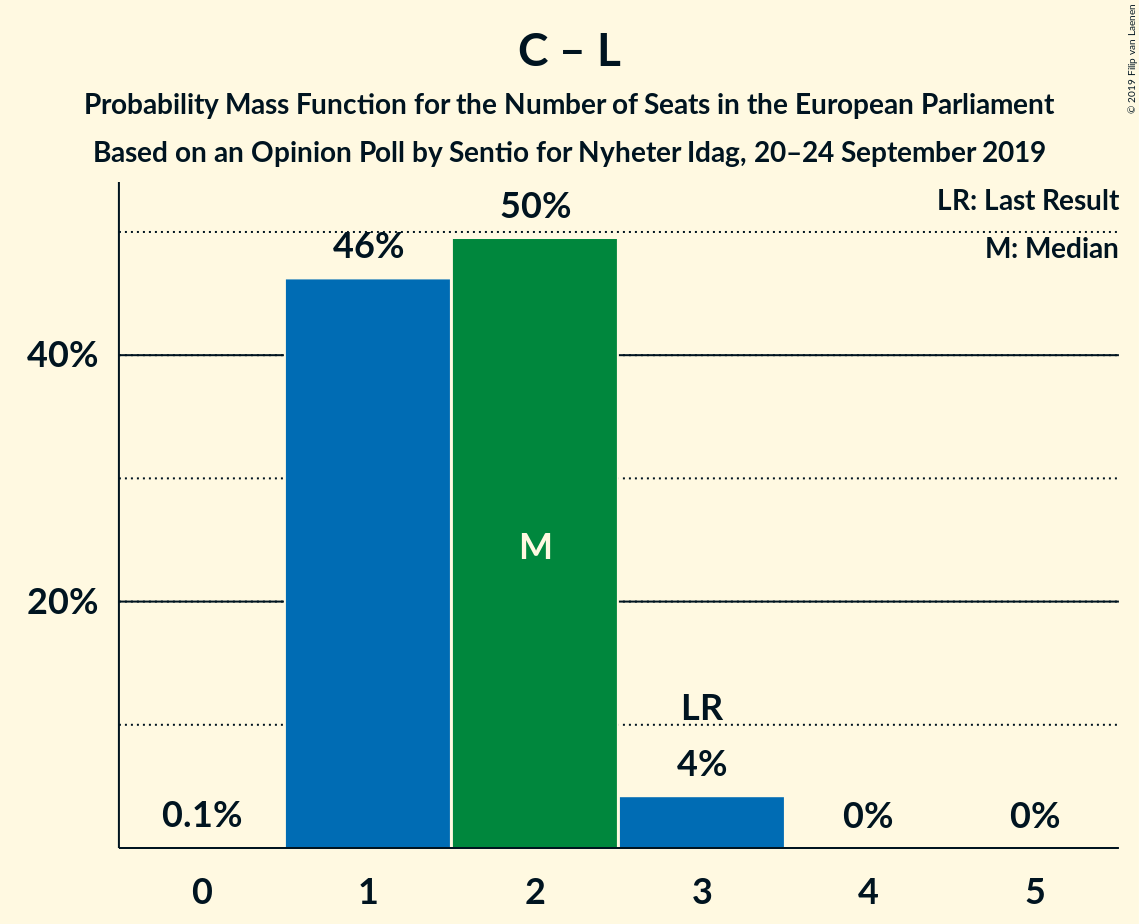 C – L
Probability Mass Function for the Number of Seats in the European Parliament
Based on an Opinion Poll by Sentio for Nyheter Idag, 20–24 September 2019
© 2019 Filip van Laenen
LR: Last Result
M: Median
50%
46%
40%
M
20%
LR
4%
0.1%
0%
0%
0 1 2 3 4 5